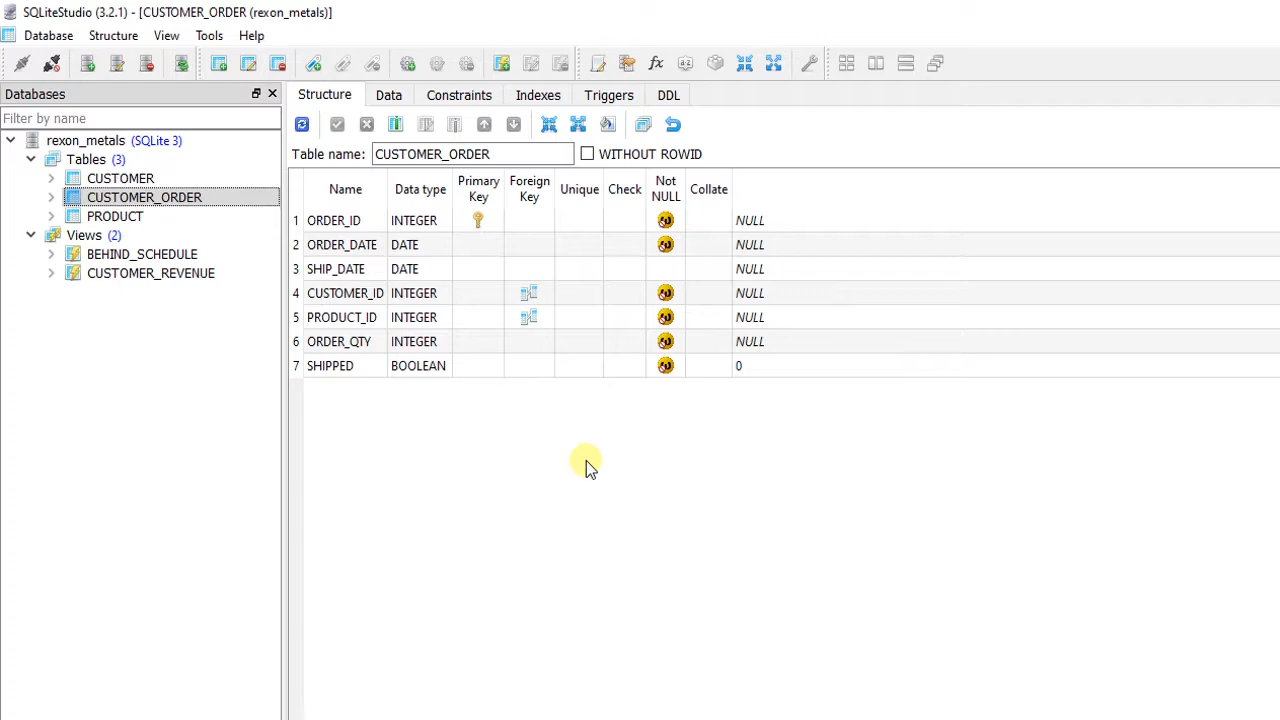 SQLiteStudio (3.2.1) - [CUSTOMER_ORDER (rexon_metals)]
Database Structure View Tools Help
Databases
Filter by name
rexon_metals (SQLite 3)
Tables (3)
CUSTOMER
CUSTOMER_ORDER
PRODUCT
Views (2)
BEHIND_SCHEDULE
CUSTOMER_REVENUE
Structure Data Constraints Indexes Triggers DDL
Table name: CUSTOMER_ORDER WITHOUT ROWID
Name Data type Primary Key Foreign Key Unique Check Not NULL Collate
1 ORDER_ID INTEGER NULL
2 ORDER_DATE DATE NULL
3 SHIP_DATE DATE NULL
4 CUSTOMER_ID INTEGER NULL
5 PRODUCT_ID INTEGER NULL
6 ORDER_QTY INTEGER NULL
7 SHIPPED BOOLEAN 0